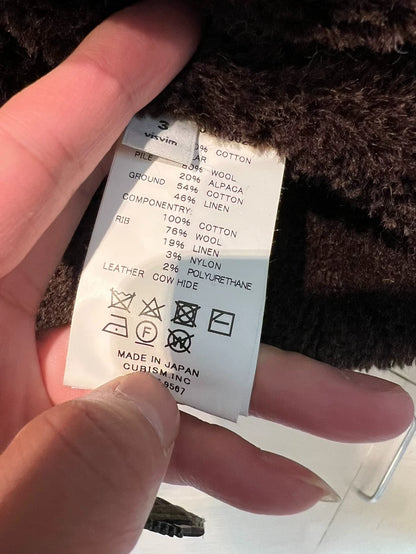 3
visvim
COTTON
PILE
WOOL
20% ALPACA
GROUND 54% COTTON
46% LINEN
COMPONENTRY:
100% COTTON
RIB 76% WOOL
19% LINEN
3% NYLON
2% POLYURETHANE
LEATHER COW HIDE
F
W
MADE IN JAPAN
CUBISM INC
9567